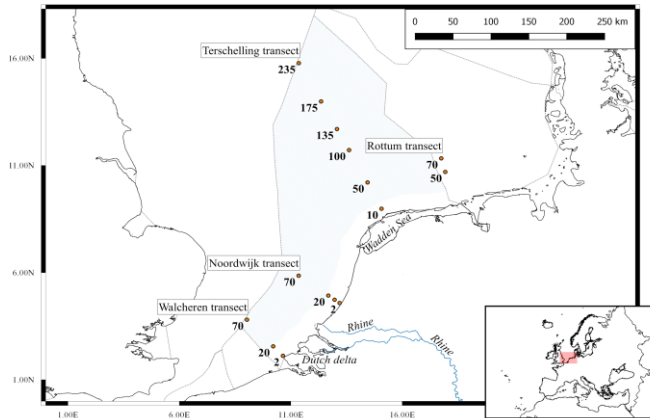 0 50 100 150 200 250 km
Terschelling transect
16.00N
235
175
135
100
Rottum transect
11.00N
70
50
50
10
Wadden Sea
Noordwijk transect
6.00N
70
20
2
Walcheren transect
70
Rhine
20
Rhine
2
Dutch delta
1.00N
1.00E 6.00E 11.00E 16.00E